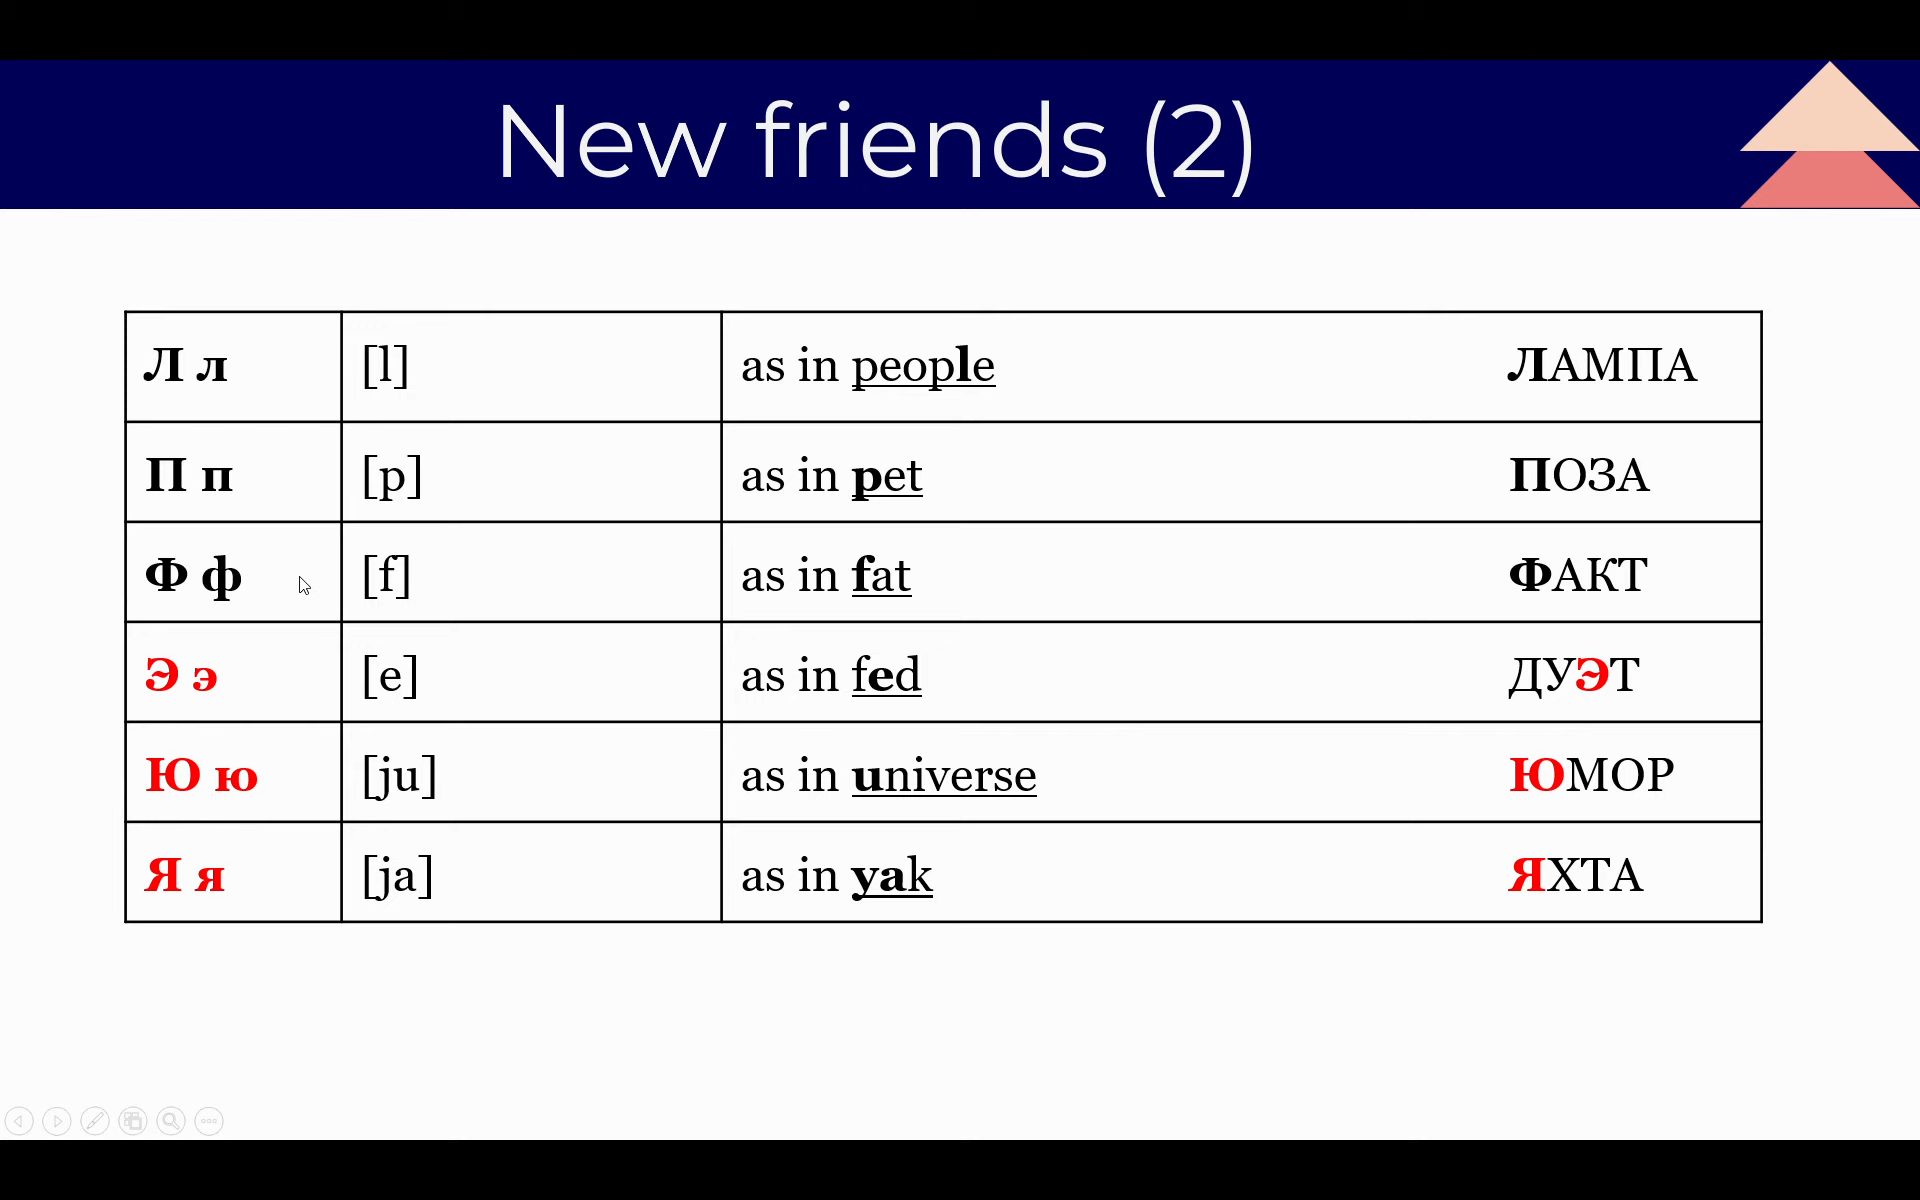 New friends (2)
Л л [l] as in people ЛАМПА
П п [p] as in pet ПОЗА
Ф ф [f] as in fat ФАКТ
Э э [e] as in fed ДУЭТ
Ю ю [ju] as in universe ЮМОР
Я я [ja] as in yak ЯХТА